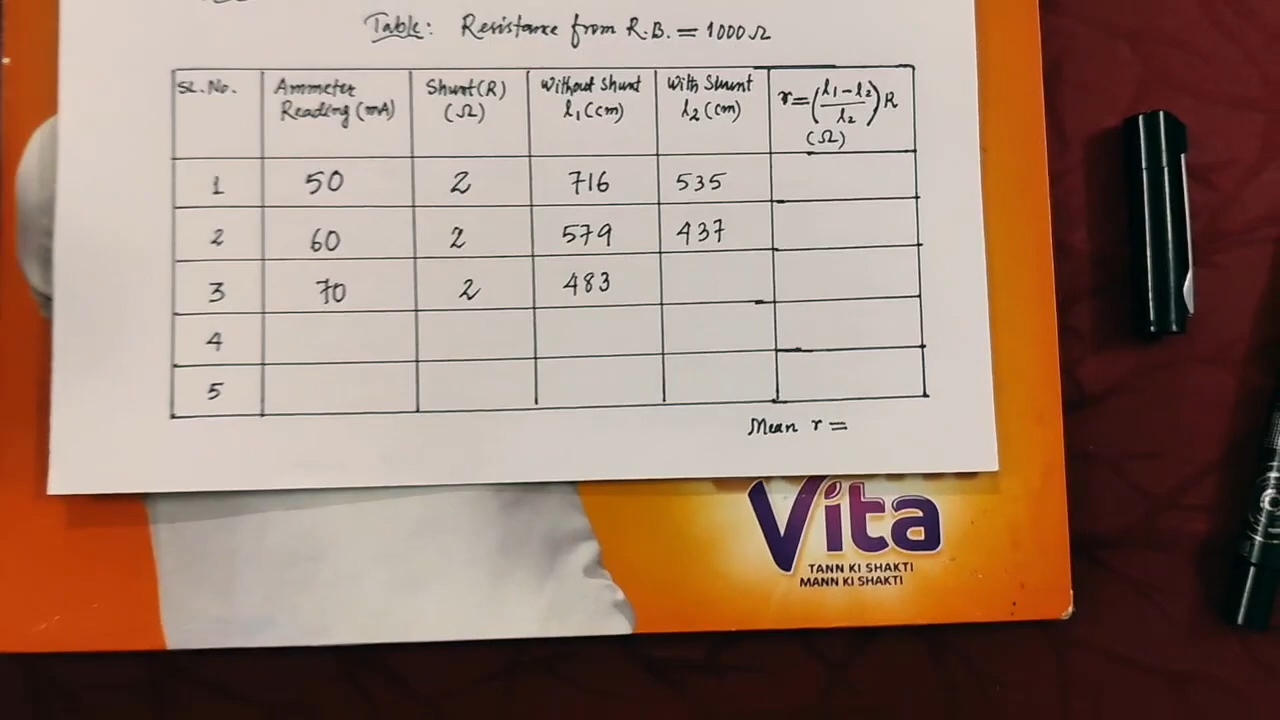 Table: Resistance from R.B. = 1000Ω
SL. No. Ammeter Reading (mA) Shunt (R) (Ω) Without Shunt l₁ (cm) With Shunt l₂ (cm) r = ((l₁ - l₂)/l₂) R (Ω)
1 50 2 716 535
2 60 2 579 437
3 70 2 483
4
5
Mean r =
Vita
TANN KI SHAKTI
MANN KI SHAKTI